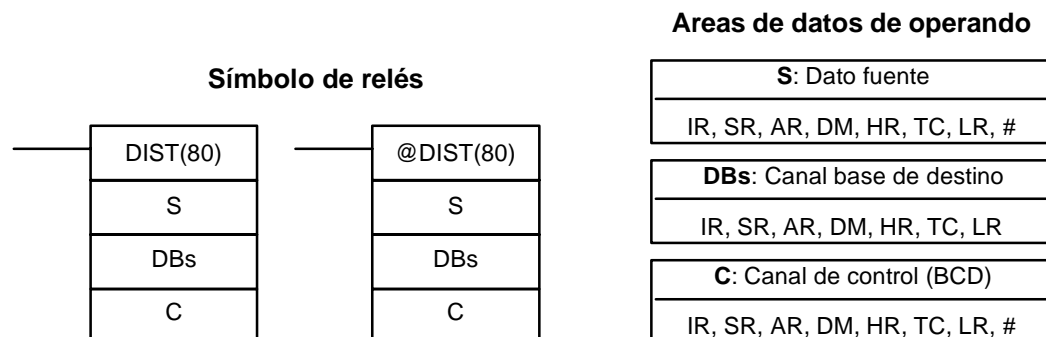 Areas de datos de operando
Símbolo de relés
S: Dato fuente
IR, SR, AR, DM, HR, TC, LR, #
DIST(80)
@DIST(80)
DBs: Canal base de destino
S
S
IR, SR, AR, DM, HR, TC, LR
DBs
DBs
C: Canal de control (BCD)
C
C
IR, SR, AR, DM, HR, TC, LR, #